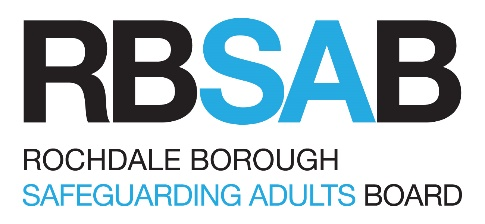 RBSAB
ROCHDALE BOROUGH
SAFEGUARDING ADULTS BOARD